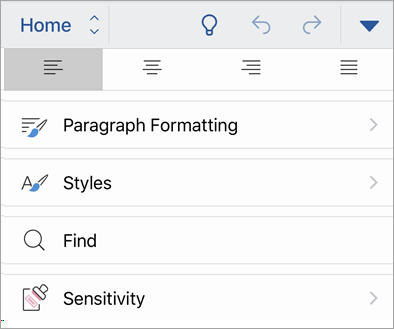 Home
Paragraph Formatting
Styles
Find
Sensitivity